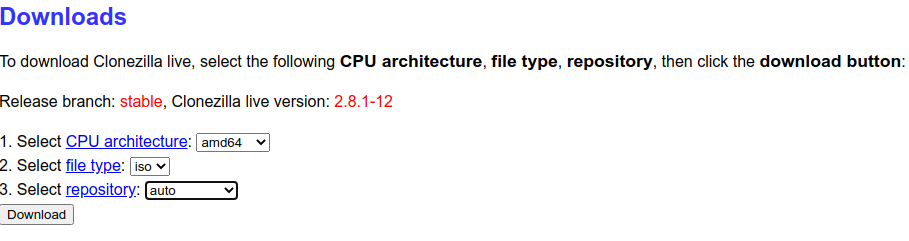 Downloads
To download Clonezilla live, select the following CPU architecture, file type, repository, then click the download button:
Release branch: stable, Clonezilla live version: 2.8.1-12
1. Select CPU architecture: amd64
2. Select file type: iso
3. Select repository: auto
Download